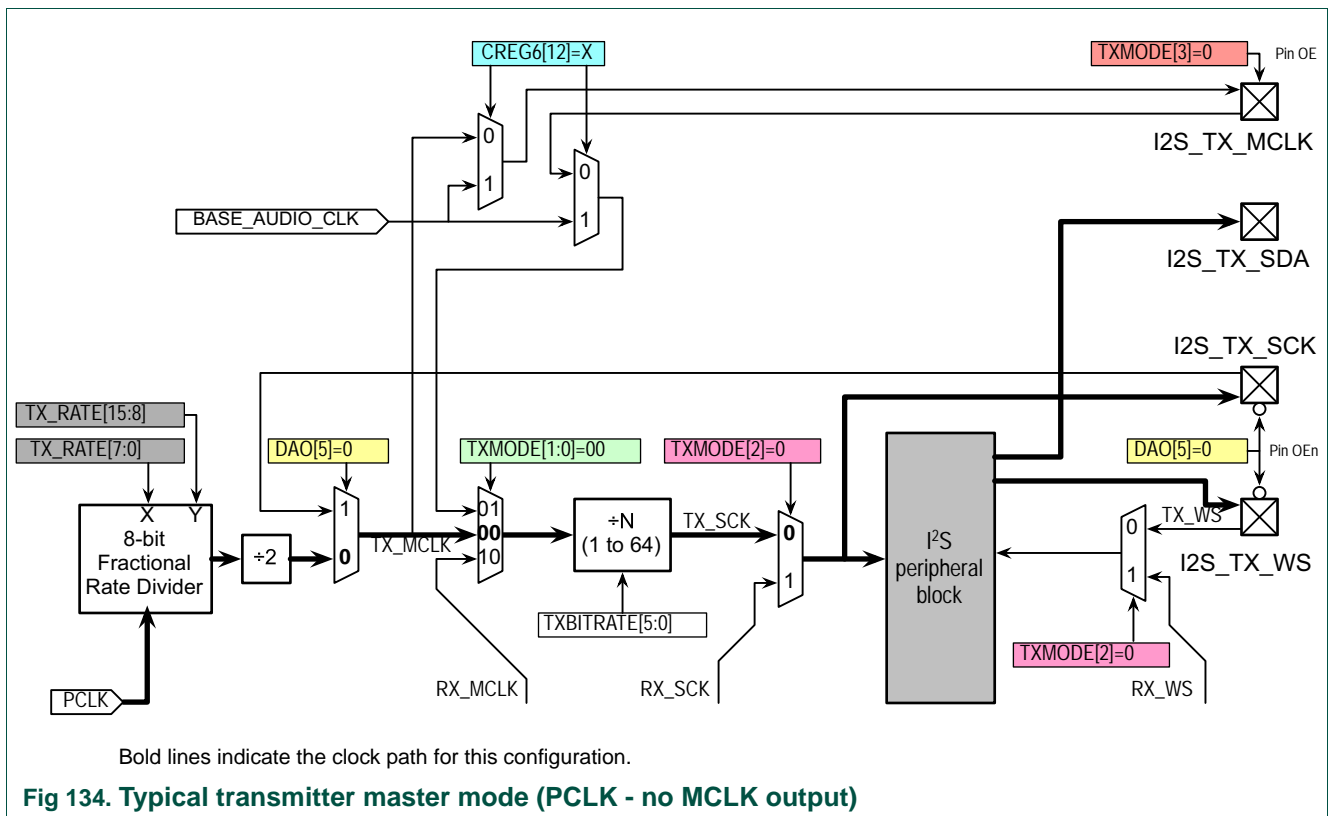 CREG6[12]=X
TXMODE[3]=0
Pin OE
0
1
I2S_TX_MCLK
0
1
BASE_AUDIO_CLK
I2S_TX_SDA
I2S_TX_SCK
TX_RATE[15:8]
TX_RATE[7:0]
DAO[5]=0
TXMODE[1:0]=00
TXMODE[2]=0
DAO[5]=0
Pin OEn
X Y
8-bit
Fractional
Rate Divider
÷2
1
0
TX_MCLK
01
00
10
÷N
(1 to 64)
TX_SCK
0
1
I²S
peripheral
block
TX_WS
0
1
I2S_TX_WS
TXBITRATE[5:0]
TXMODE[2]=0
PCLK
RX_MCLK
RX_SCK
RX_WS
Bold lines indicate the clock path for this configuration.
Fig 134. Typical transmitter master mode (PCLK - no MCLK output)